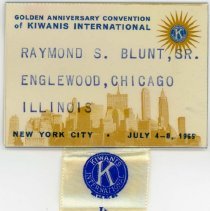 GOLDEN ANNIVERSARY CONVENTION
of KIWANIS INTERNATIONAL
RAYMOND S. BLUNT, SR.
ENGLEWOOD, CHICAGO
ILLINOIS
NEW YORK CITY • JULY 4-8, 1965
KIWANIS
INTERNATIONAL
K